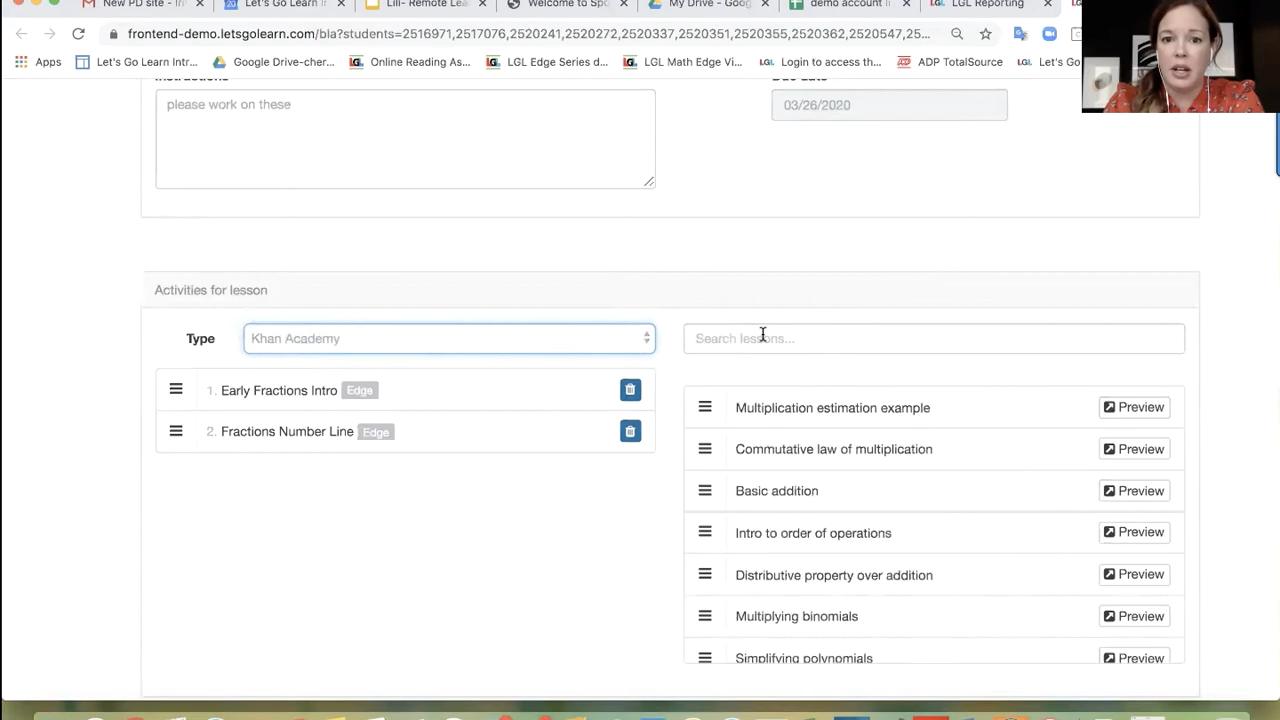 New PD site - Inf
Let's Go Learn In
Lill- Remote Lea
Welcome to Spo
My Drive - Goog
demo account li
LGL Reporting
frontend-demo.letsgolearn.com/bla?students=2516971,2517076,2520241,2520272,2520337,2520351,2520355,2520362,2520547,25...
Apps
Let's Go Learn Intr...
Google Drive-cher...
Online Reading As...
LGL Edge Series d...
LGL Math Edge Vi...
Login to access th...
ADP TotalSource
Let's Go
please work on these
03/26/2020
Activities for lesson
Type
Khan Academy
Search lessons...
1. Early Fractions Intro Edge
2. Fractions Number Line Edge
Multiplication estimation example Preview
Commutative law of multiplication Preview
Basic addition Preview
Intro to order of operations Preview
Distributive property over addition Preview
Multiplying binomials Preview
Simplifying polynomials Preview